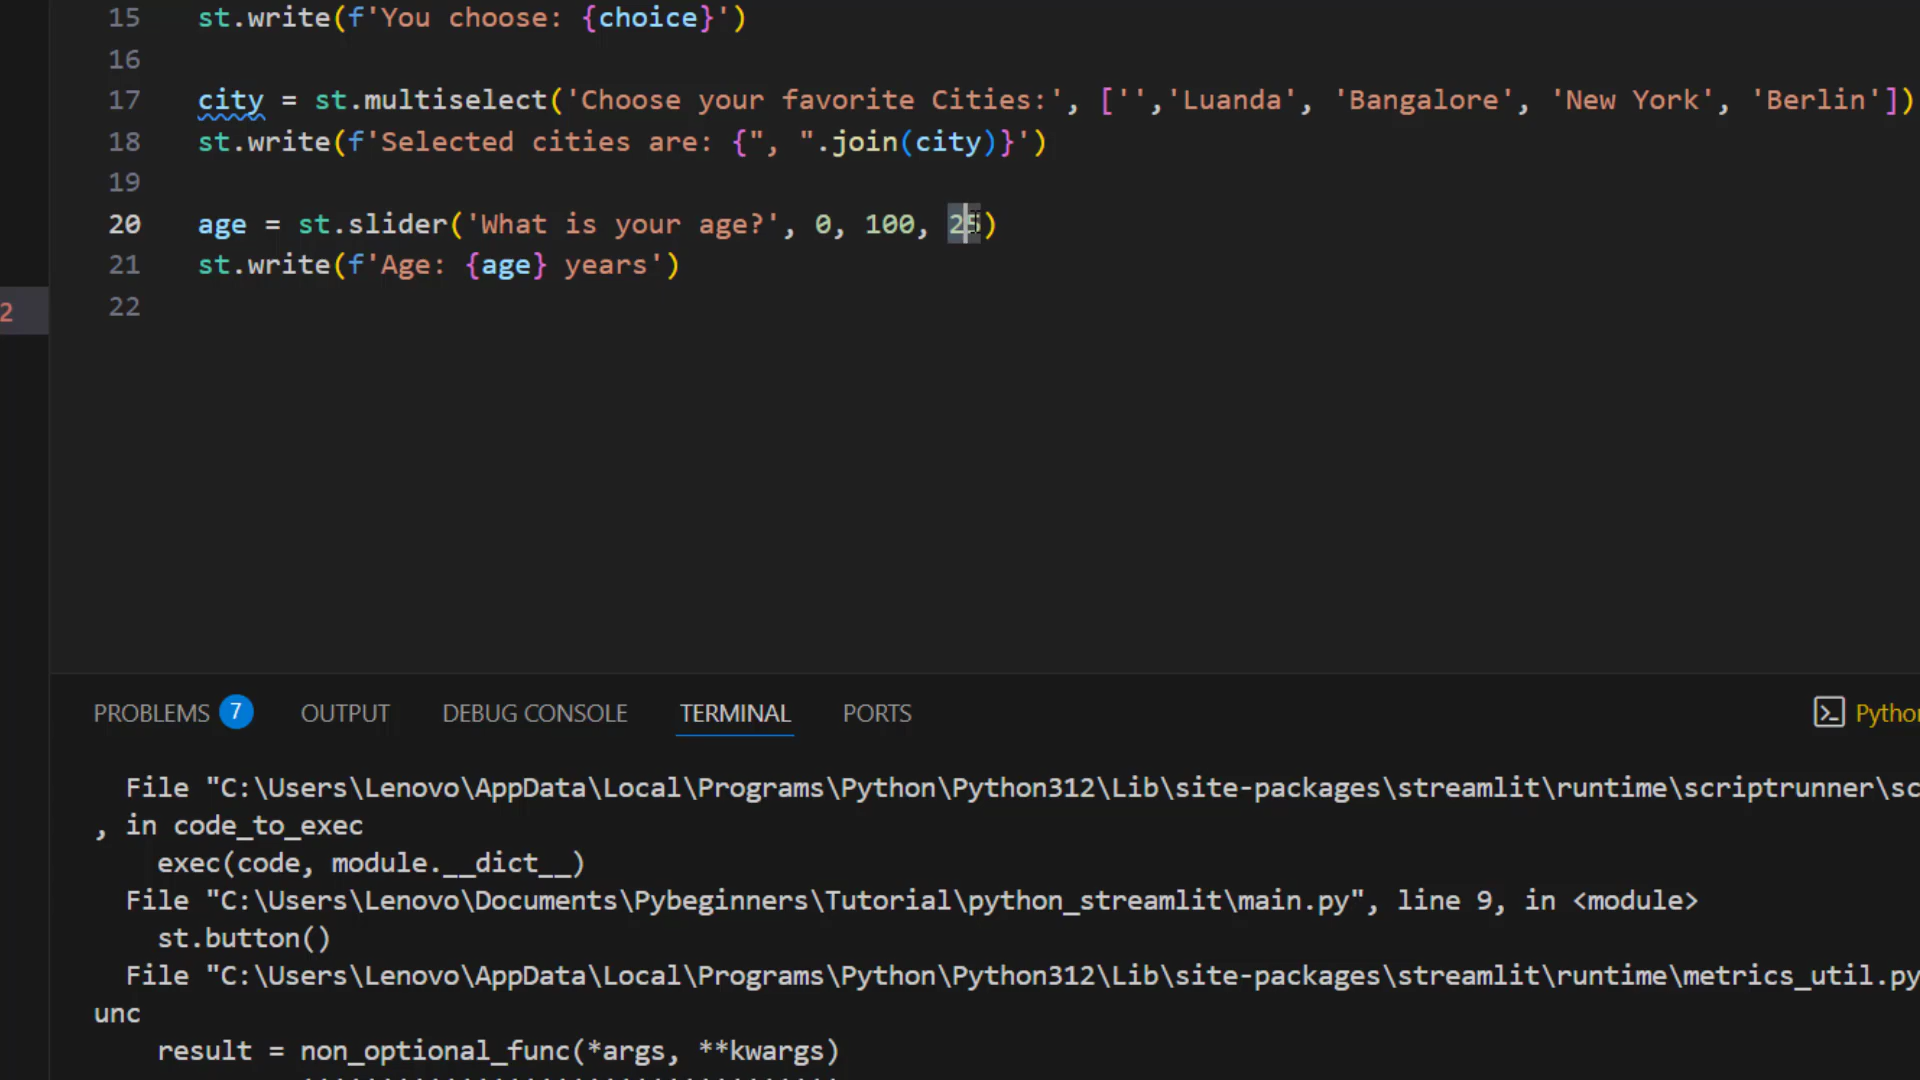 15 st.write(f'You choose: {choice}')
16
17 city = st.multiselect('Choose your favorite Cities:', ['','Luanda', 'Bangalore', 'New York', 'Berlin'])
18 st.write(f'Selected cities are: {", ".join(city)}')
19
20 age = st.slider('What is your age?', 0, 100, 25)
21 st.write(f'Age: {age} years')
22
2
PROBLEMS 7 OUTPUT DEBUG CONSOLE TERMINAL PORTS Python
File "C:\Users\Lenovo\AppData\Local\Programs\Python\Python312\Lib\site-packages\streamlit\runtime\scriptrunner\sc
, in code_to_exec
exec(code, module.__dict__)
File "C:\Users\Lenovo\Documents\Pybeginners\Tutorial\python_streamlit\main.py", line 9, in <module>
st.button()
File "C:\Users\Lenovo\AppData\Local\Programs\Python\Python312\Lib\site-packages\streamlit\runtime\metrics_util.py
unc
result = non_optional_func(*args, **kwargs)